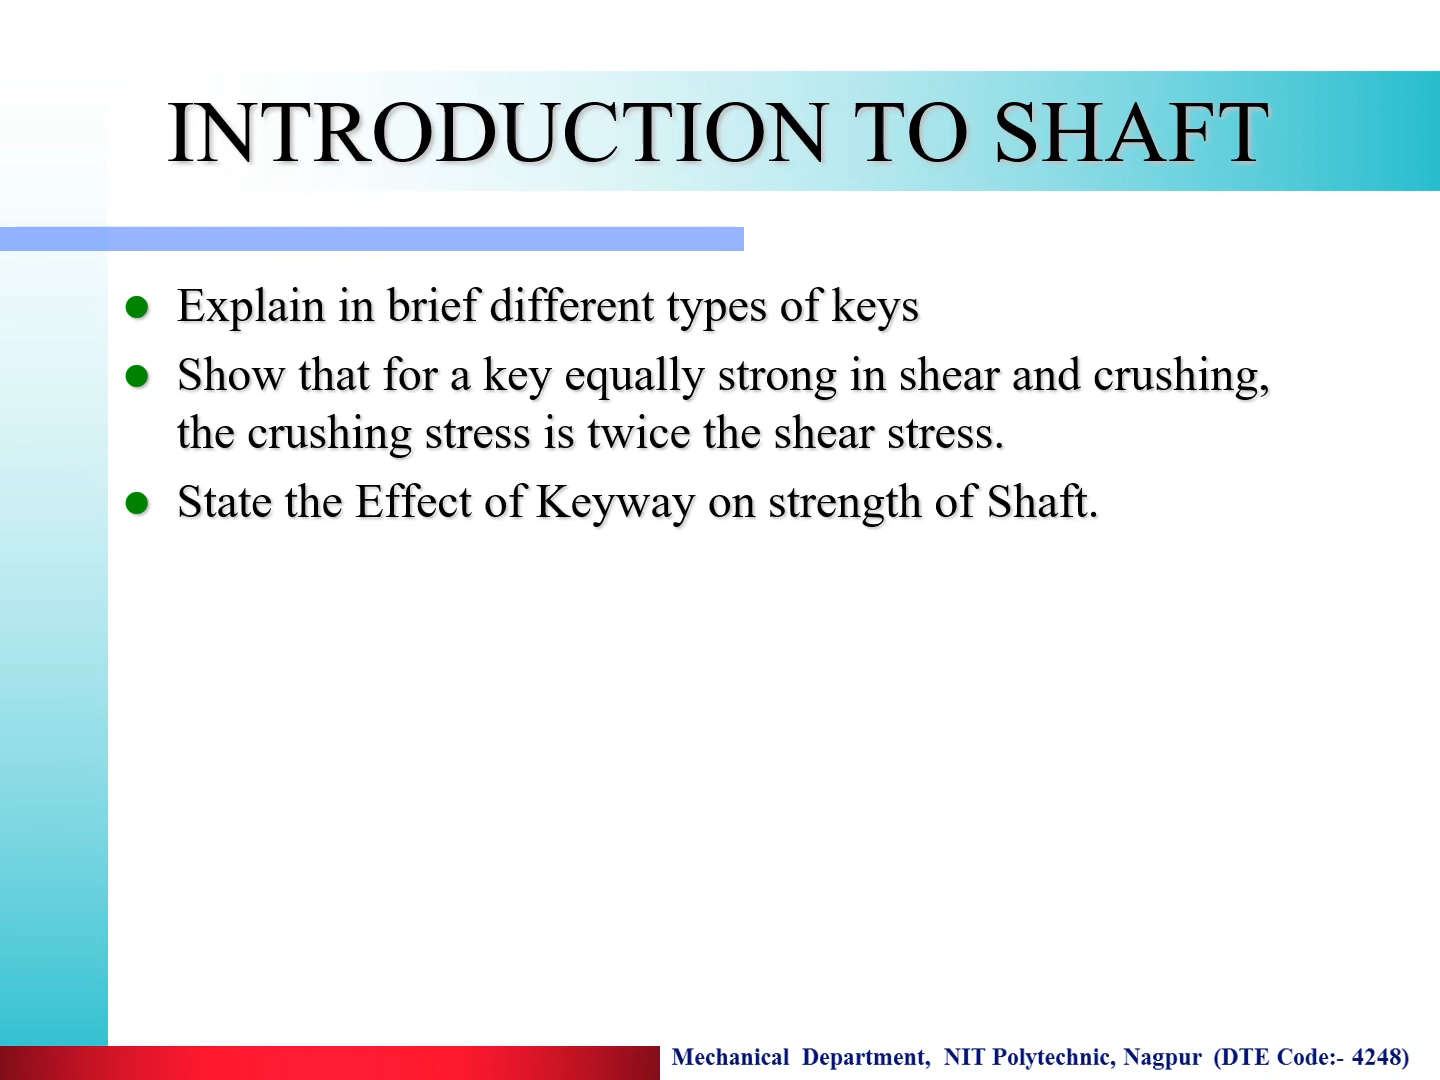 INTRODUCTION TO SHAFT
Explain in brief different types of keys
Show that for a key equally strong in shear and crushing,
the crushing stress is twice the shear stress.
State the Effect of Keyway on strength of Shaft.
Mechanical Department, NIT Polytechnic, Nagpur (DTE Code:- 4248)